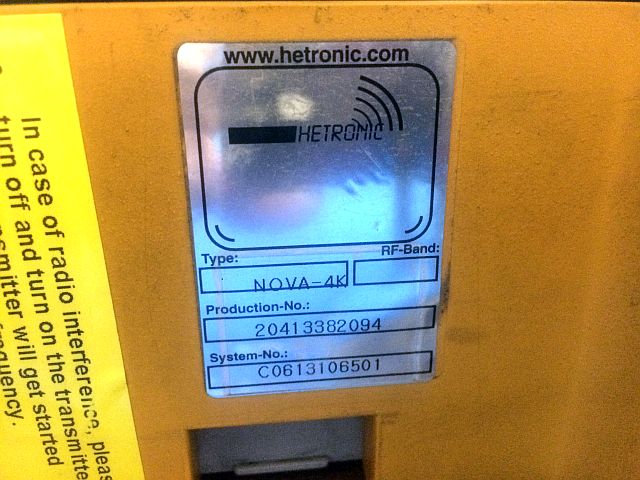 www.hetronic.com
HETRONIC
Type:
RF-Band:
NOVA-4K
Production-No.:
20413382094
System-No.:
C0613106501
In case of radio interference, pleas
turn off and turn on the transmitte
smitter will get started
frequency.